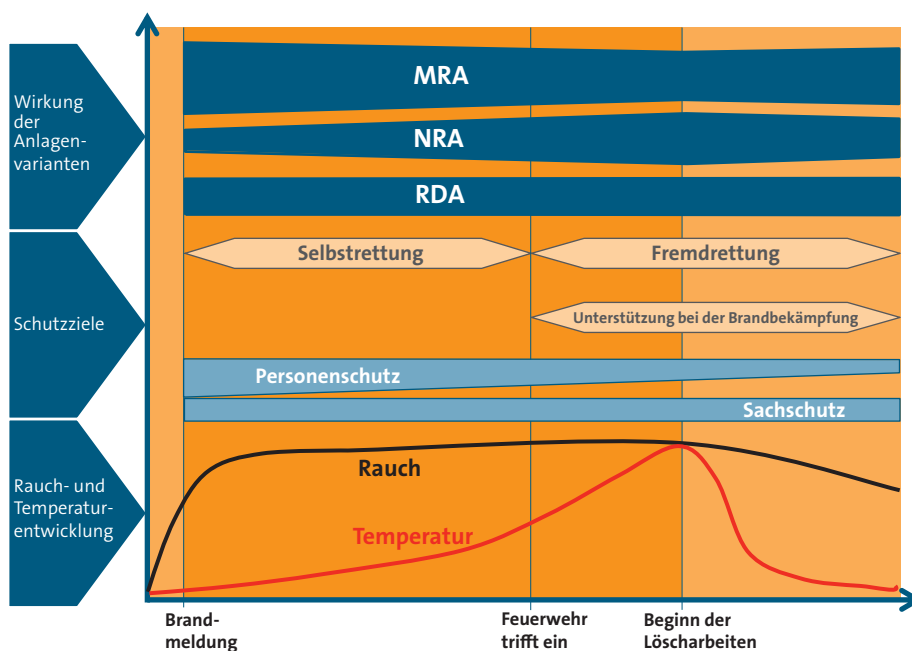 Wirkung
der
Anlagen-
varianten
MRA
NRA
RDA
Schutzziele
Selbstrettung
Fremdrettung
Unterstützung bei der Brandbekämpfung
Personenschutz
Sachschutz
Rauch- und
Temperatur-
entwicklung
Rauch
Temperatur
Brand-
meldung
Feuerwehr
trifft ein
Beginn der
Löscharbeiten